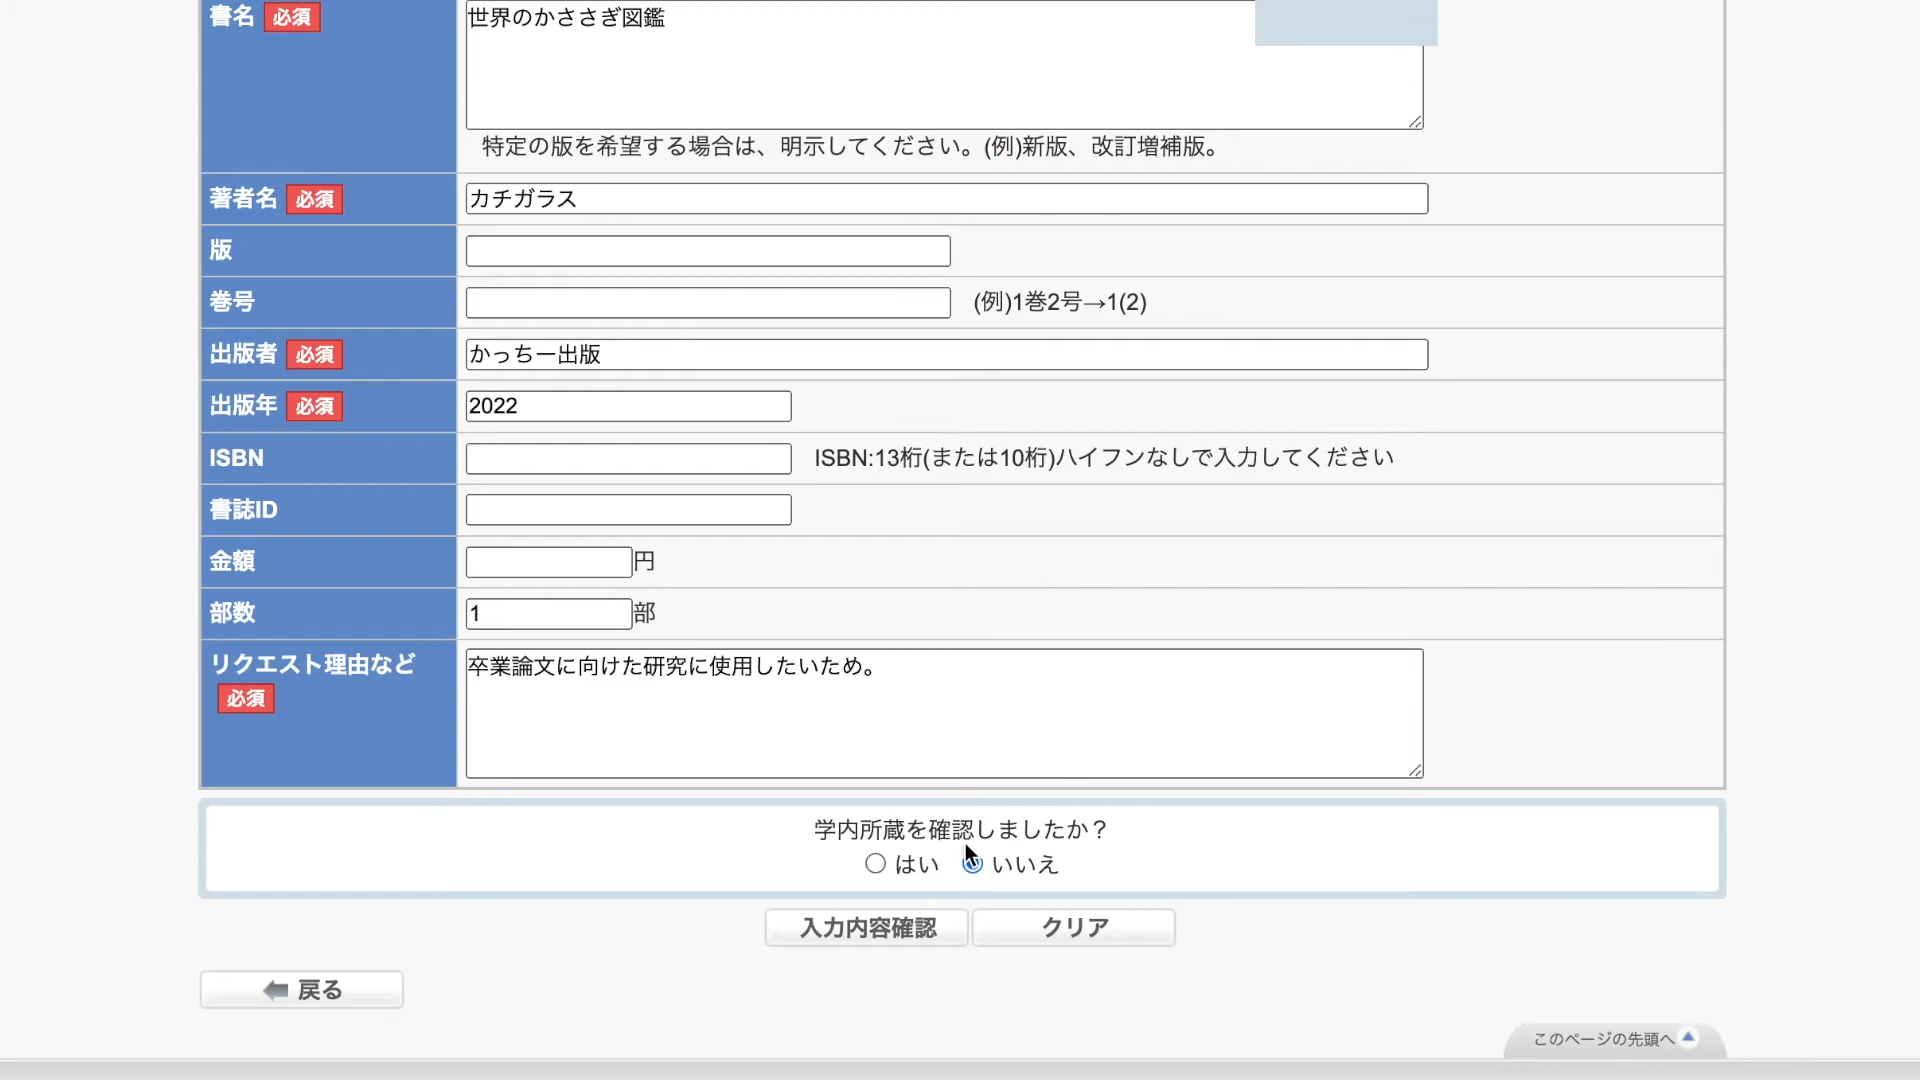 書名 必須 世界のかささぎ図鑑
特定の版を希望する場合は、明示してください。(例)新版、改訂増補版。
著者名 必須 カチガラス
版
巻号 (例)1巻2号→1(2)
出版者 必須 かっちー出版
出版年 必須 2022
ISBN ISBN:13桁(または10桁)ハイフンなしで入力してください
書誌ID
金額 円
部数 1 部
リクエスト理由など 卒業論文に向けた研究に使用したいため。
必須
学内所蔵を確認しましたか？
はい いいえ
入力内容確認 クリア
戻る
このページの先頭へ